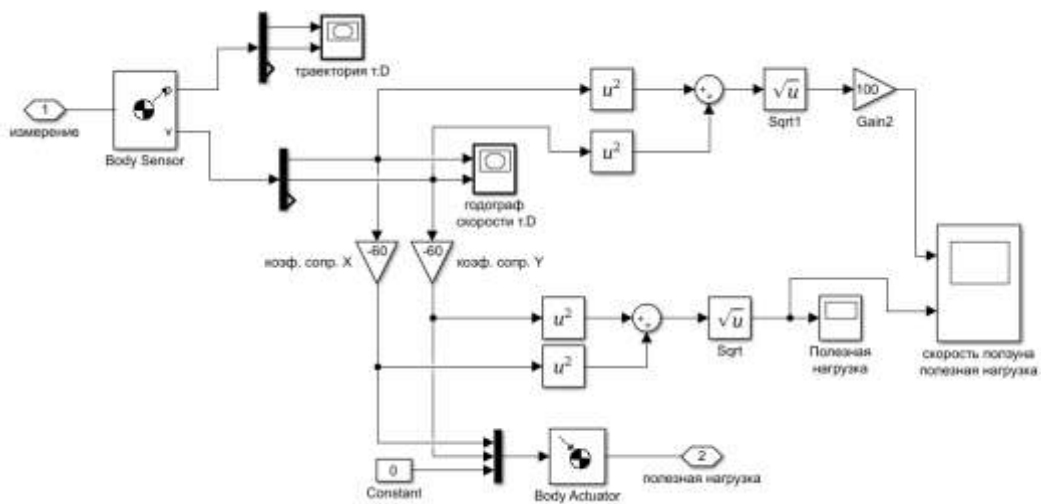 траектория т.D
p
v
1
измерение
Body Sensor
u²
u²
√u
Sqrt1
100
Gain2
годограф
скорости т.D
-60
коэф. сопр. X
-60
коэф. сопр. Y
u²
u²
√u
Sqrt
Полезная
нагрузка
скорость ползуна
полезная нагрузка
0
Constant
Body Actuator
2
полезная нагрузка